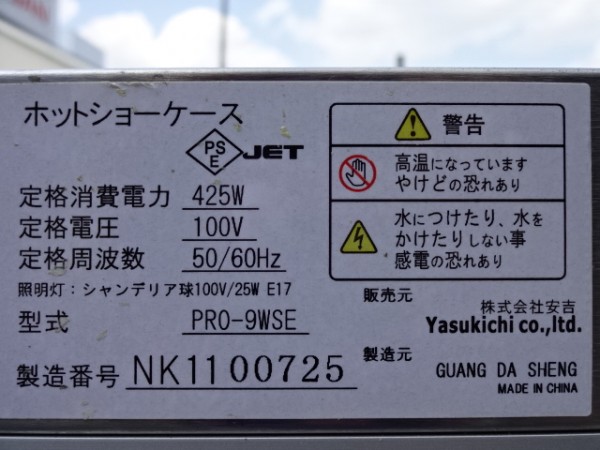 ホットショーケース
PS
E
JET
定格消費電力 425W
定格電圧 100V
定格周波数 50/60Hz
照明灯：シャンデリア球100V/25W E17
型式 PRO-9WSE
製造番号 NK1100725
警告
高温になっています
やけどの恐れあり
水につけたり、水を
かけたりしない事
感電の恐れあり
販売元
株式会社安吉
Yasukichi co.,ltd.
製造元
GUANG DA SHENG
MADE IN CHINA